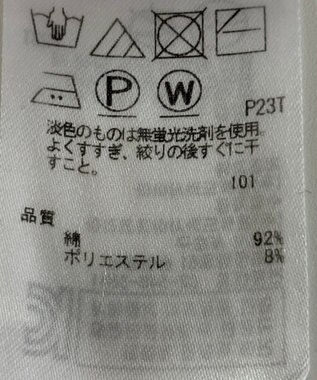 P W
P23T
淡色のものは無蛍光洗剤を使用。
よくすすぎ、絞りの後すぐに干
すこと。
101
品質
綿 92%
ポリエステル 8%